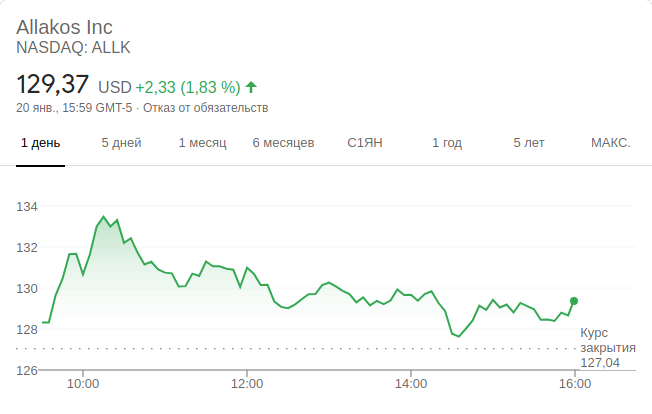 Allakos Inc
NASDAQ: ALLK
129,37 USD +2,33 (1,83 %)
20 янв., 15:59 GMT-5 · Отказ от обязательств
1 день 5 дней 1 месяц 6 месяцев С1ЯН 1 год 5 лет МАКС.
134
132
130
128
Курс
закрытия
127,04
126
10:00 12:00 14:00 16:00